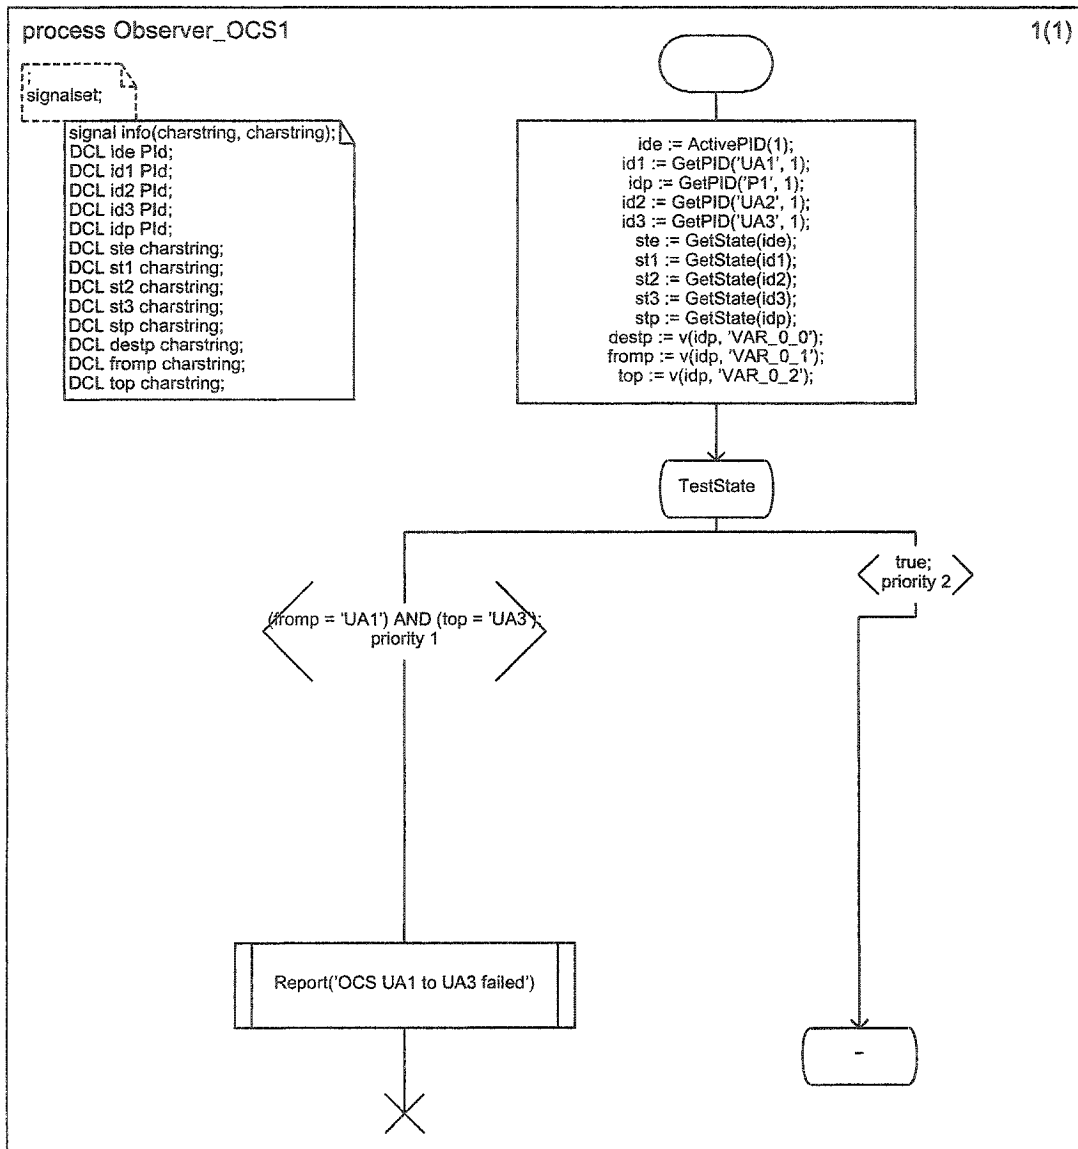 process Observer_OCS1
1(1)
;
signalset;
signal info(charstring, charstring);
DCL ide PId;
DCL id1 PId;
DCL id2 PId;
DCL id3 PId;
DCL idp PId;
DCL ste charstring;
DCL st1 charstring;
DCL st2 charstring;
DCL st3 charstring;
DCL stp charstring;
DCL destp charstring;
DCL fromp charstring;
DCL top charstring;
ide := ActivePID(1);
id1 := GetPID('UA1', 1);
idp := GetPID('P1', 1);
id2 := GetPID('UA2', 1);
id3 := GetPID('UA3', 1);
ste := GetState(ide);
st1 := GetState(id1);
st2 := GetState(id2);
st3 := GetState(id3);
stp := GetState(idp);
destp := v(idp, 'VAR_0_0');
fromp := v(idp, 'VAR_0_1');
top := v(idp, 'VAR_0_2');
TestState
true;
priority 2
(fromp = 'UA1') AND (top = 'UA3');
priority 1
Report('OCS UA1 to UA3 failed')
-